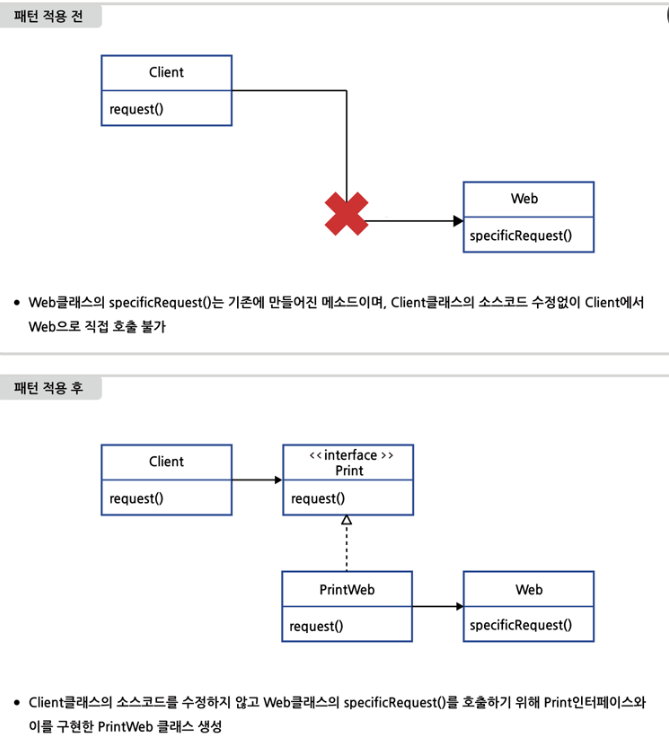 패턴 적용 전
Client
request()
Web
specificRequest()
• Web클래스의 specificRequest()는 기존에 만들어진 메소드이며, Client클래스의 소스코드 수정없이 Client에서
Web으로 직접 호출 불가
패턴 적용 후
Client
request()
<<interface >>
Print
request()
PrintWeb
request()
Web
specificRequest()
• Client클래스의 소스코드를 수정하지 않고 Web클래스의 specificRequest()를 호출하기 위해 Print인터페이스와
이를 구현한 PrintWeb 클래스 생성